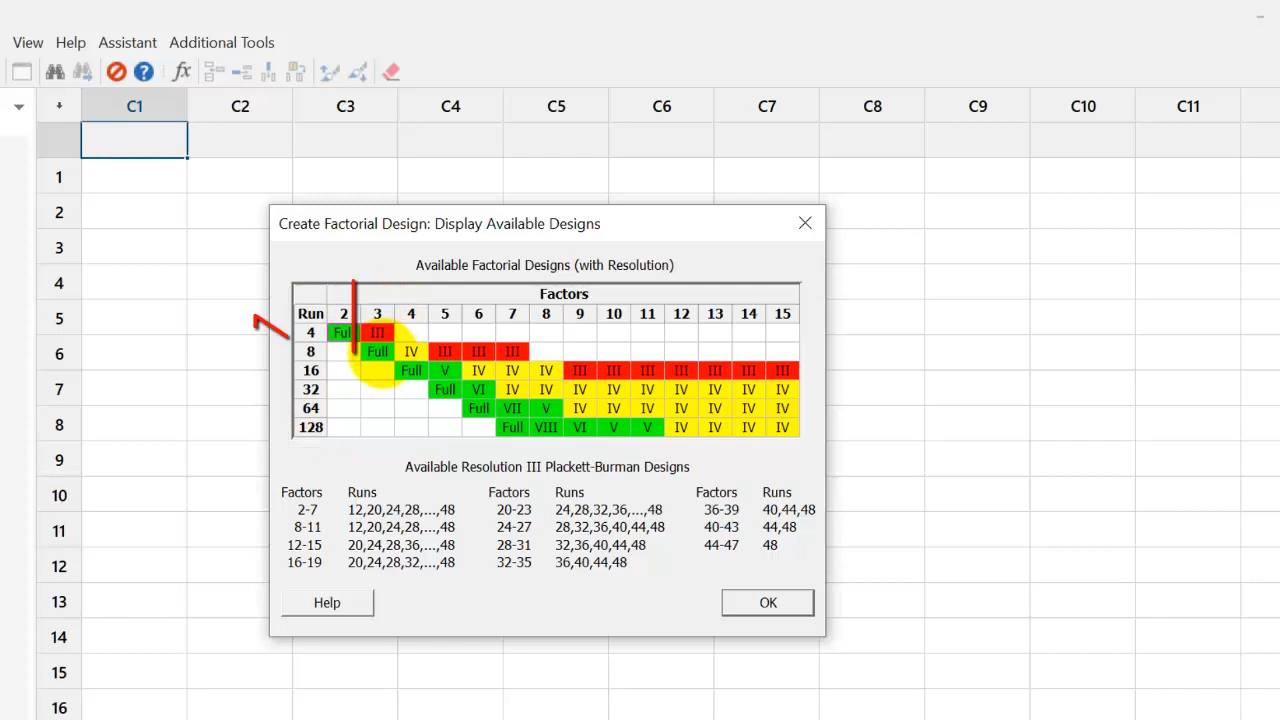 View Help Assistant Additional Tools
fx
C1 C2 C3 C4 C5 C6 C7 C8 C9 C10 C11
1
2
3
4
5
6
7
8
9
10
11
12
13
14
15
16
Create Factorial Design: Display Available Designs
Available Factorial Designs (with Resolution)
Factors
Run 2 3 4 5 6 7 8 9 10 11 12 13 14 15
4 Full III
8 Full IV III III III
16 Full V IV IV IV III III III III III III III
32 Full VI IV IV IV IV IV IV IV IV IV
64 Full VII V IV IV IV IV IV IV IV
128 Full VIII VI V V IV IV IV IV
Available Resolution III Plackett-Burman Designs
Factors Runs Factors Runs Factors Runs
2-7 12,20,24,28,...,48 20-23 24,28,32,36,...,48 36-39 40,44,48
8-11 12,20,24,28,...,48 24-27 28,32,36,40,44,48 40-43 44,48
12-15 20,24,28,36,...,48 28-31 32,36,40,44,48 44-47 48
16-19 20,24,28,32,...,48 32-35 36,40,44,48
Help OK